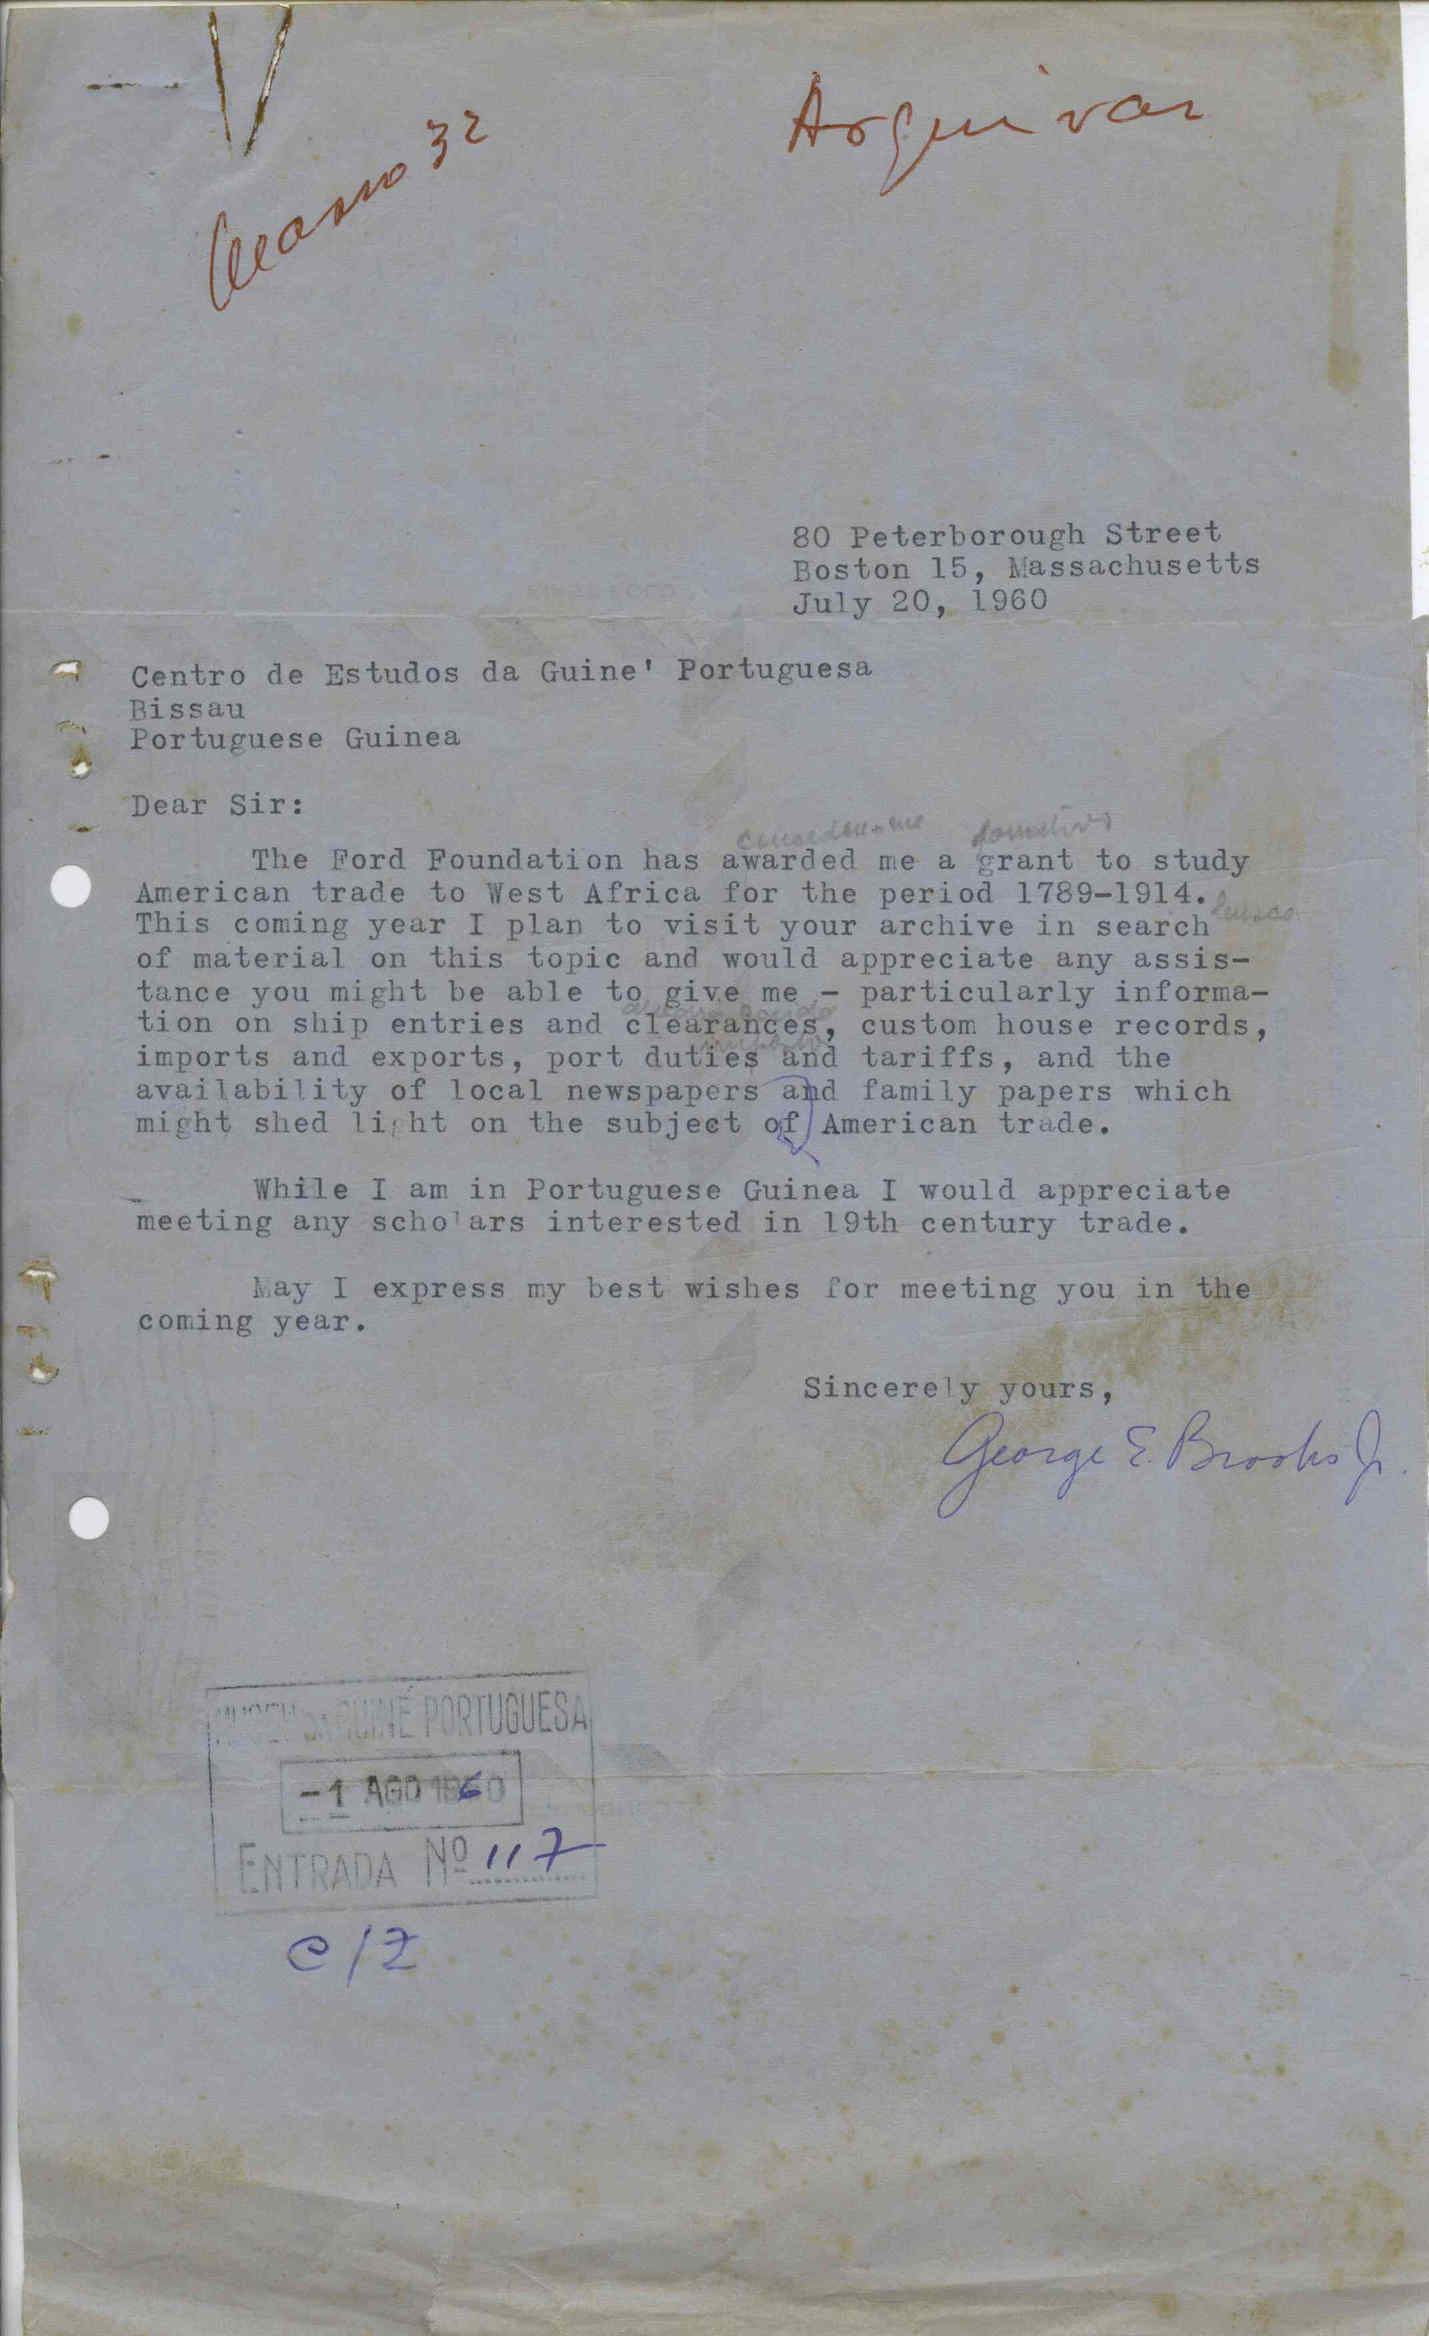 32
Arquivar
80 Peterborough Street
Boston 15, Massachusetts
July 20, 1960
Centro de Estudos da Guine' Portuguesa
Bissau
Portuguese Guinea
Dear Sir:
The Ford Foundation has awarded me a grant to study
American trade to West Africa for the period 1789-1914.
This coming year I plan to visit your archive in search
of material on this topic and would appreciate any assis-
tance you might be able to give me - particularly informa-
tion on ship entries and clearances, custom house records,
imports and exports, port duties and tariffs, and the
availability of local newspapers and family papers which
might shed light on the subject of American trade.
While I am in Portuguese Guinea I would appreciate
meeting any scholars interested in 19th century trade.
May I express my best wishes for meeting you in the
coming year.
Sincerely yours,
George E. Brooks Jr.
GUINÉ PORTUGUESA
-1 AGO 1960
ENTRADA Nº 117
C/Z